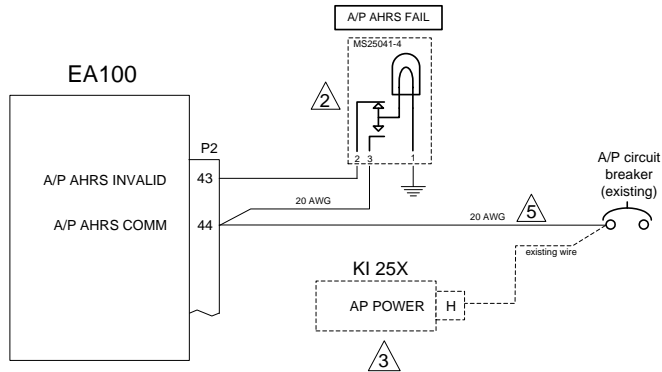 A/P AHRS FAIL
MS25041-4
EA100
2
P2
2 3 1
A/P circuit
breaker
(existing)
A/P AHRS INVALID
43
20 AWG
A/P AHRS COMM
44
20 AWG
5
existing wire
KI 25X
AP POWER
H
3